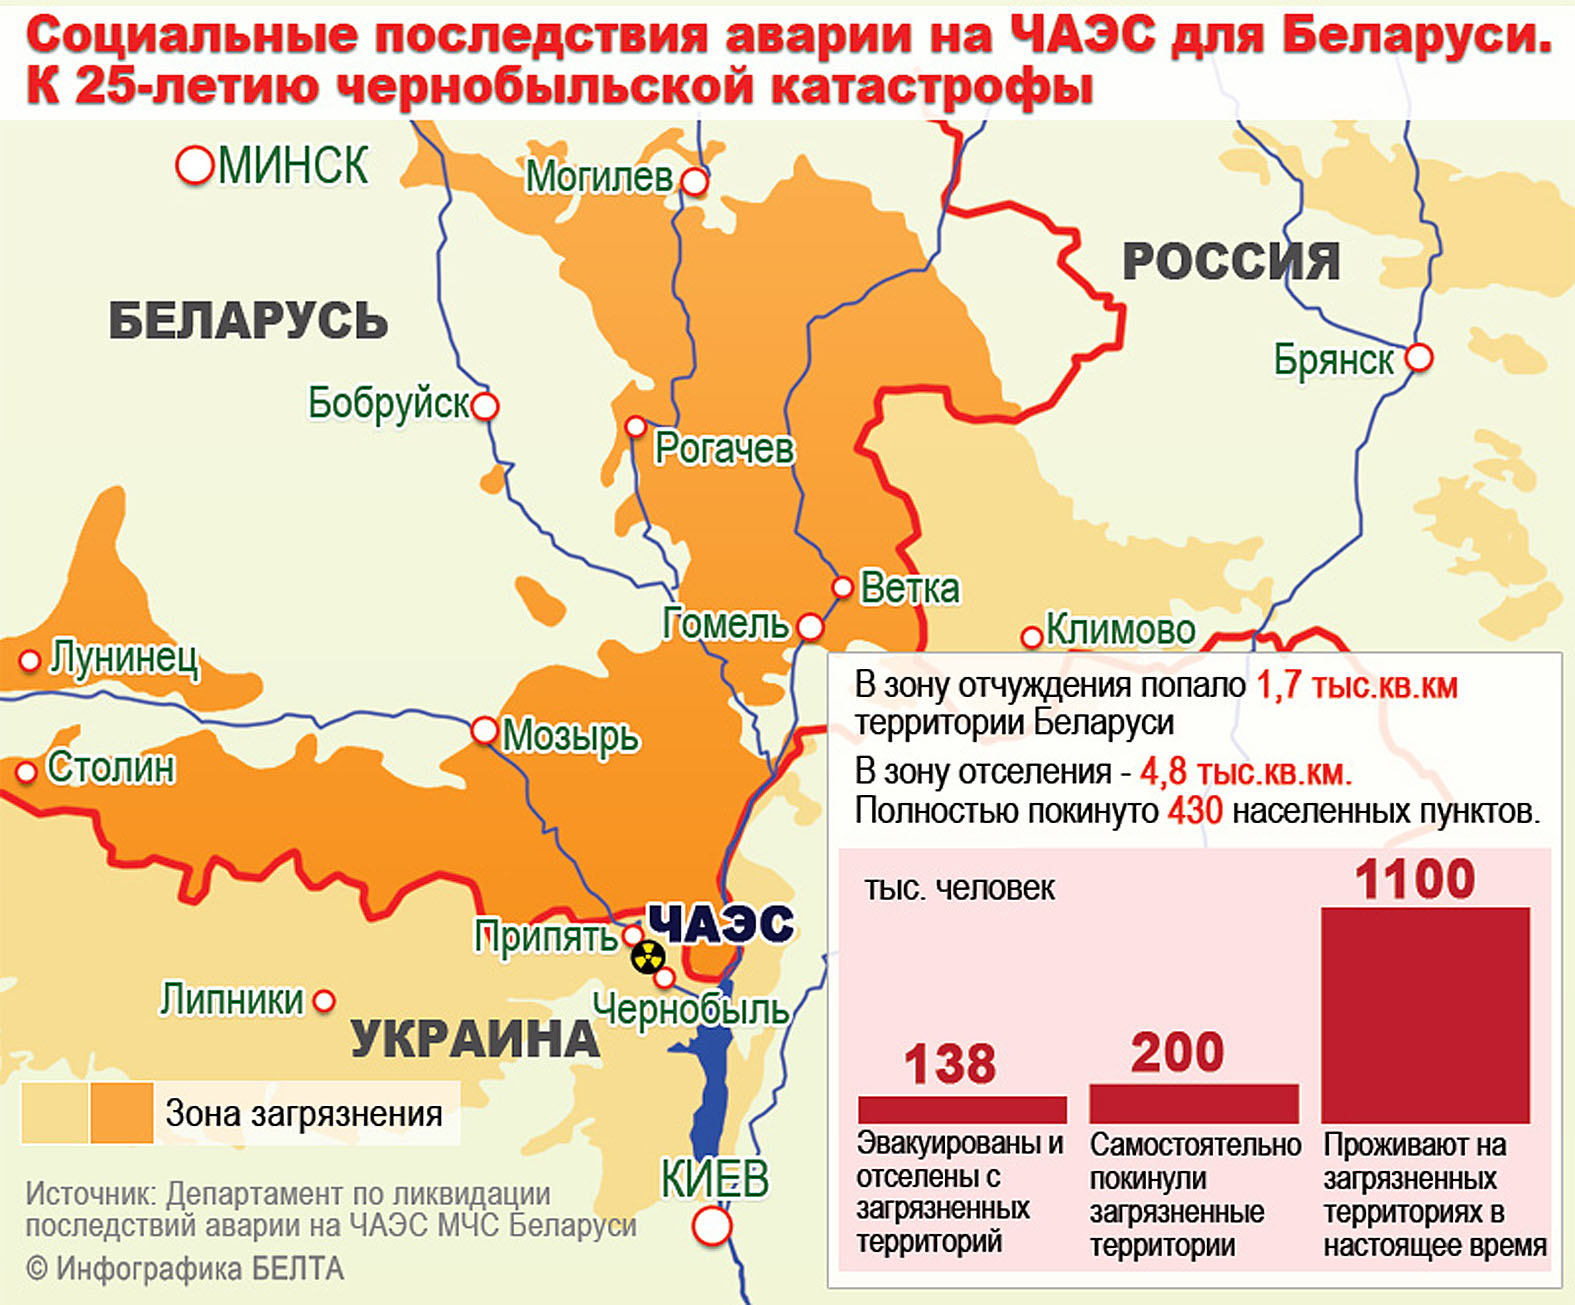 Социальные последствия аварии на ЧАЭС для Беларуси.
К 25-летию чернобыльской катастрофы
МИНСК
Могилев
РОССИЯ
БЕЛАРУСЬ
Брянск
Бобруйск
Рогачев
Ветка
Гомель
Климово
Лунинец
Мозырь
Столин
ЧАЭС
Припять
Липники
Чернобыль
УКРАИНА
Зона загрязнения
КИЕВ
Источник: Департамент по ликвидации
последствий аварии на ЧАЭС МЧС Беларуси
© Инфографика БЕЛТА
В зону отчуждения попало 1,7 тыс.кв.км
территории Беларуси
В зону отселения - 4,8 тыс.кв.км.
Полностью покинуто 430 населенных пунктов.
тыс. человек
138
200
1100
Эвакуированы и
отселены с
загрязненных
территорий
Самостоятельно
покинули
загрязненные
территории
Проживают на
загрязненных
территориях в
настоящее время